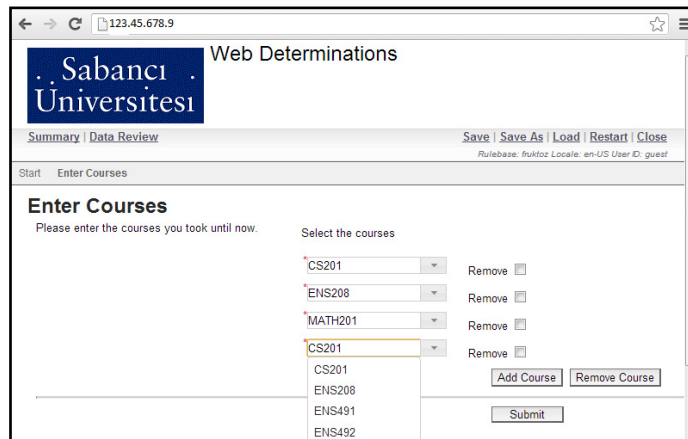 123.45.678.9
Web Determinations
. Sabancı .
Üniversitesi
Summary | Data Review
Save | Save As | Load | Restart | Close
Rulebase: fruktoz Locale: en-US User ID: guest
Start Enter Courses
Enter Courses
Please enter the courses you took until now.
Select the courses
*CS201 Remove
*ENS208 Remove
*MATH201 Remove
*CS201 Remove
CS201
ENS208
ENS491
ENS492
Add Course Remove Course
Submit